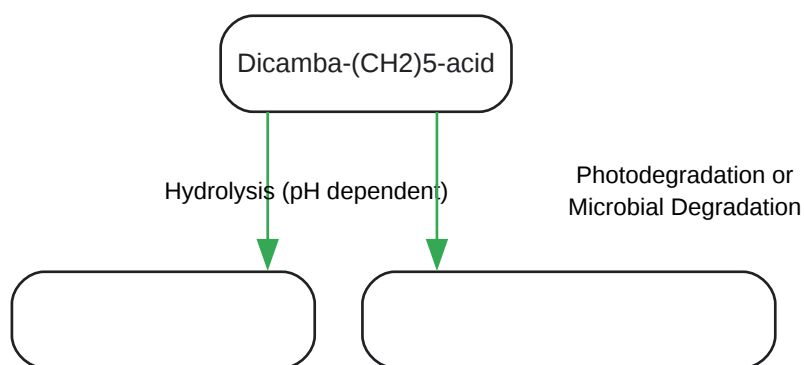 Dicamba-(CH2)5-acid
Hydrolysis (pH dependent)
Photodegradation or
Microbial Degradation